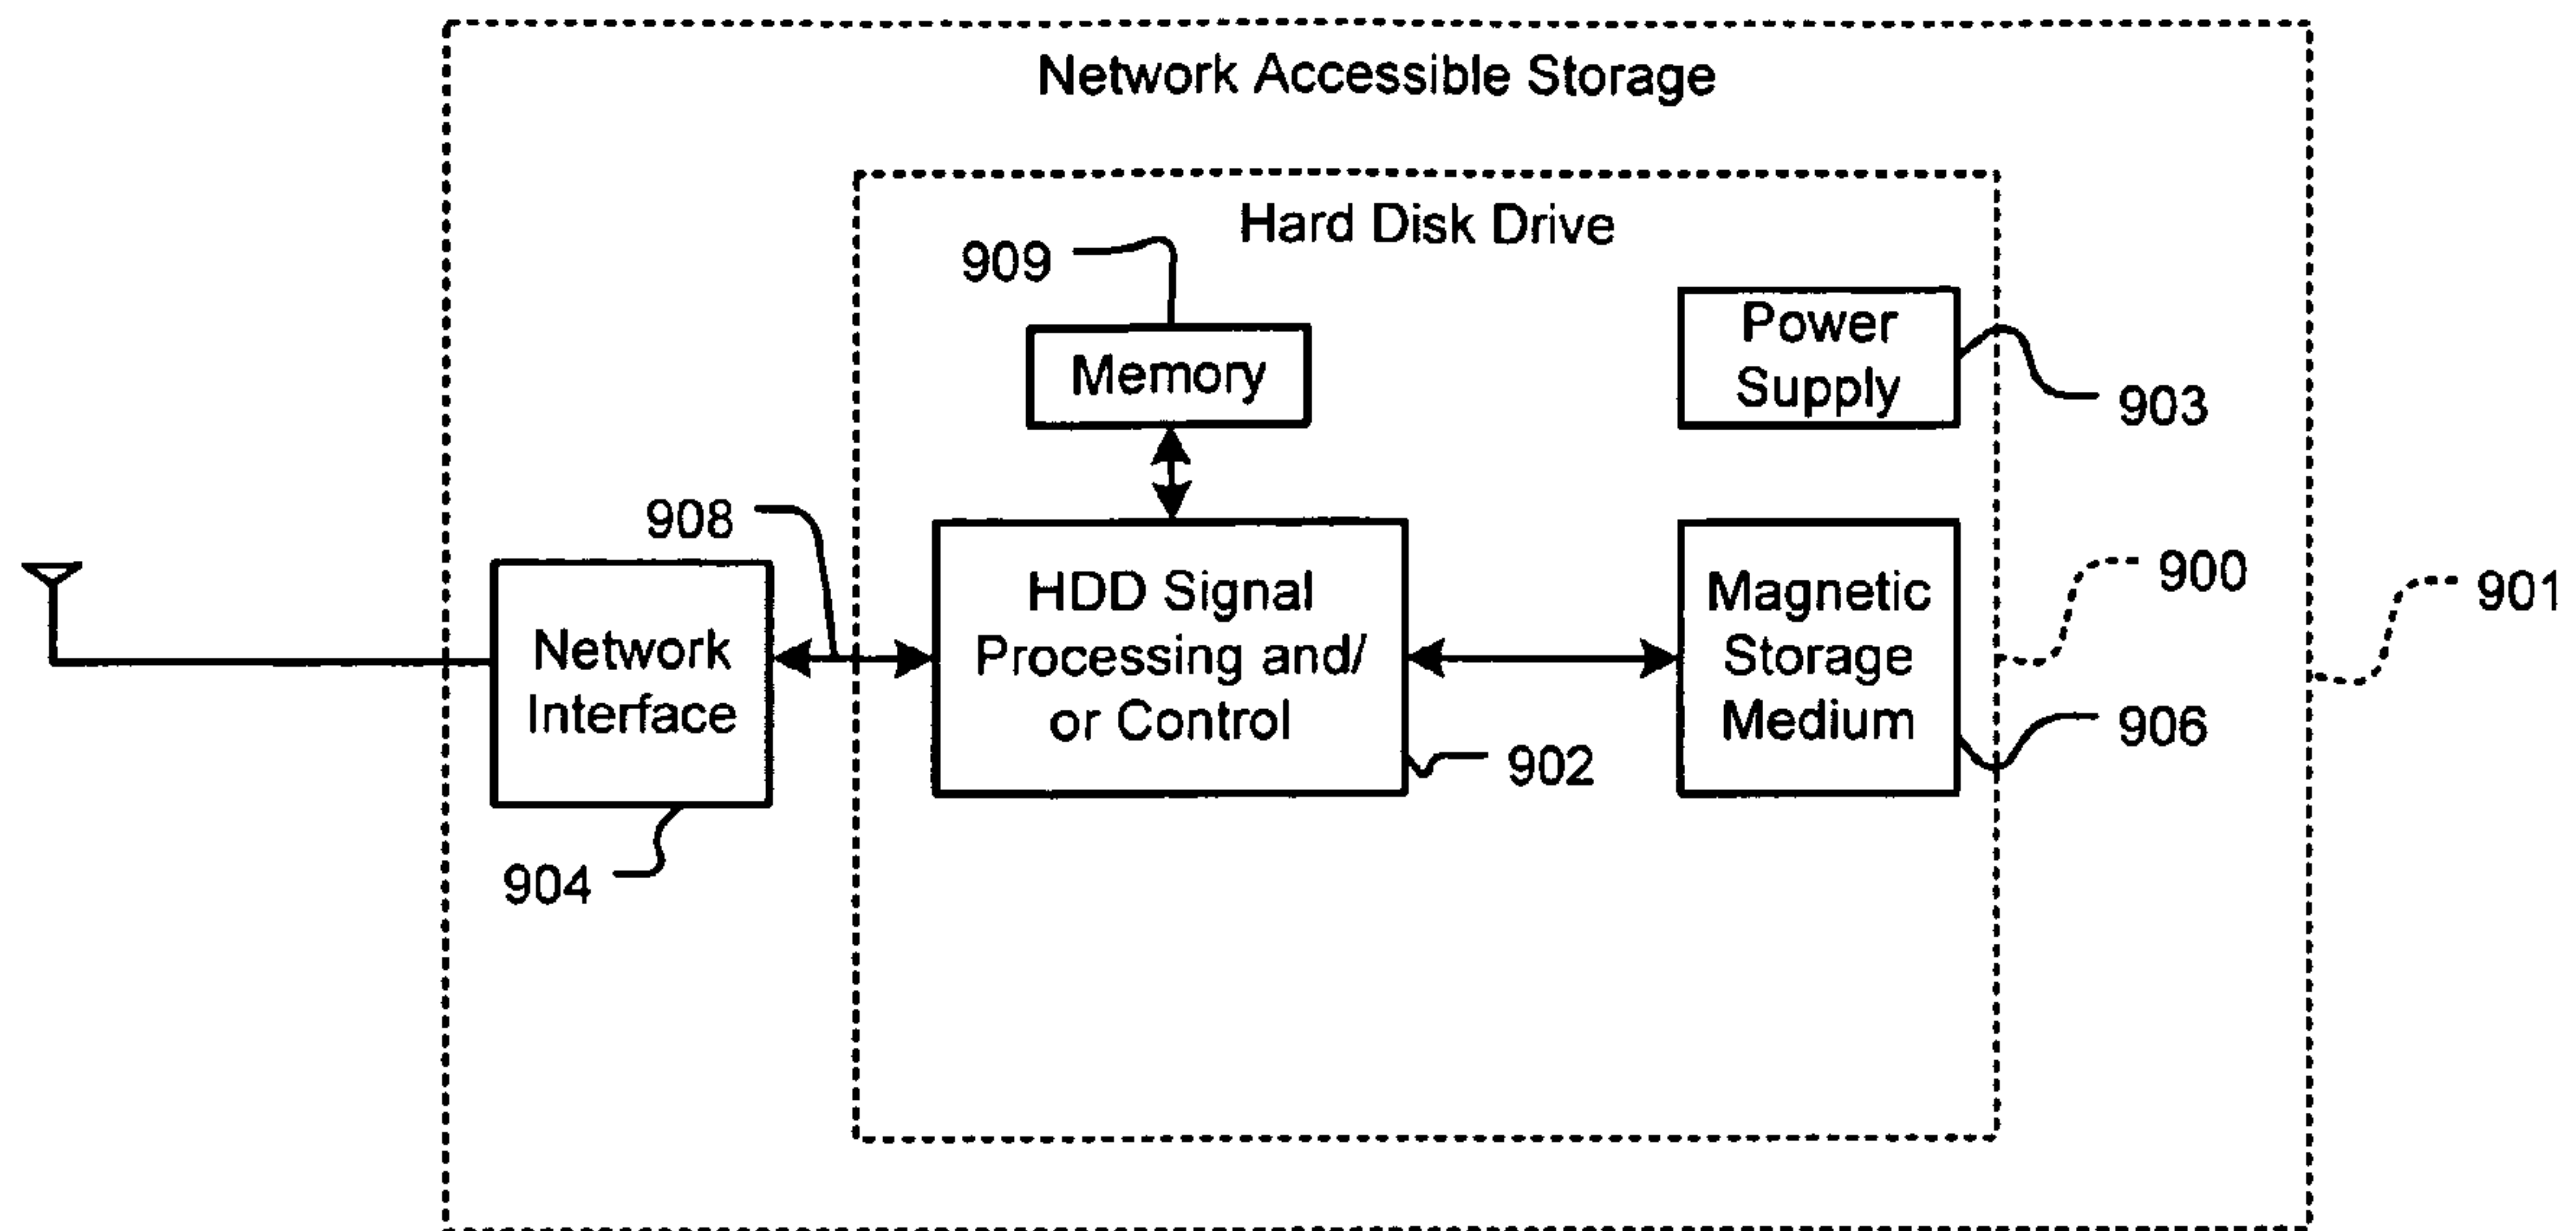 Network Accessible Storage
Hard Disk Drive
909
Memory
Power
Supply
903
908
Network
Interface
904
HDD Signal
Processing and/
or Control
902
Magnetic
Storage
Medium
906
900
901